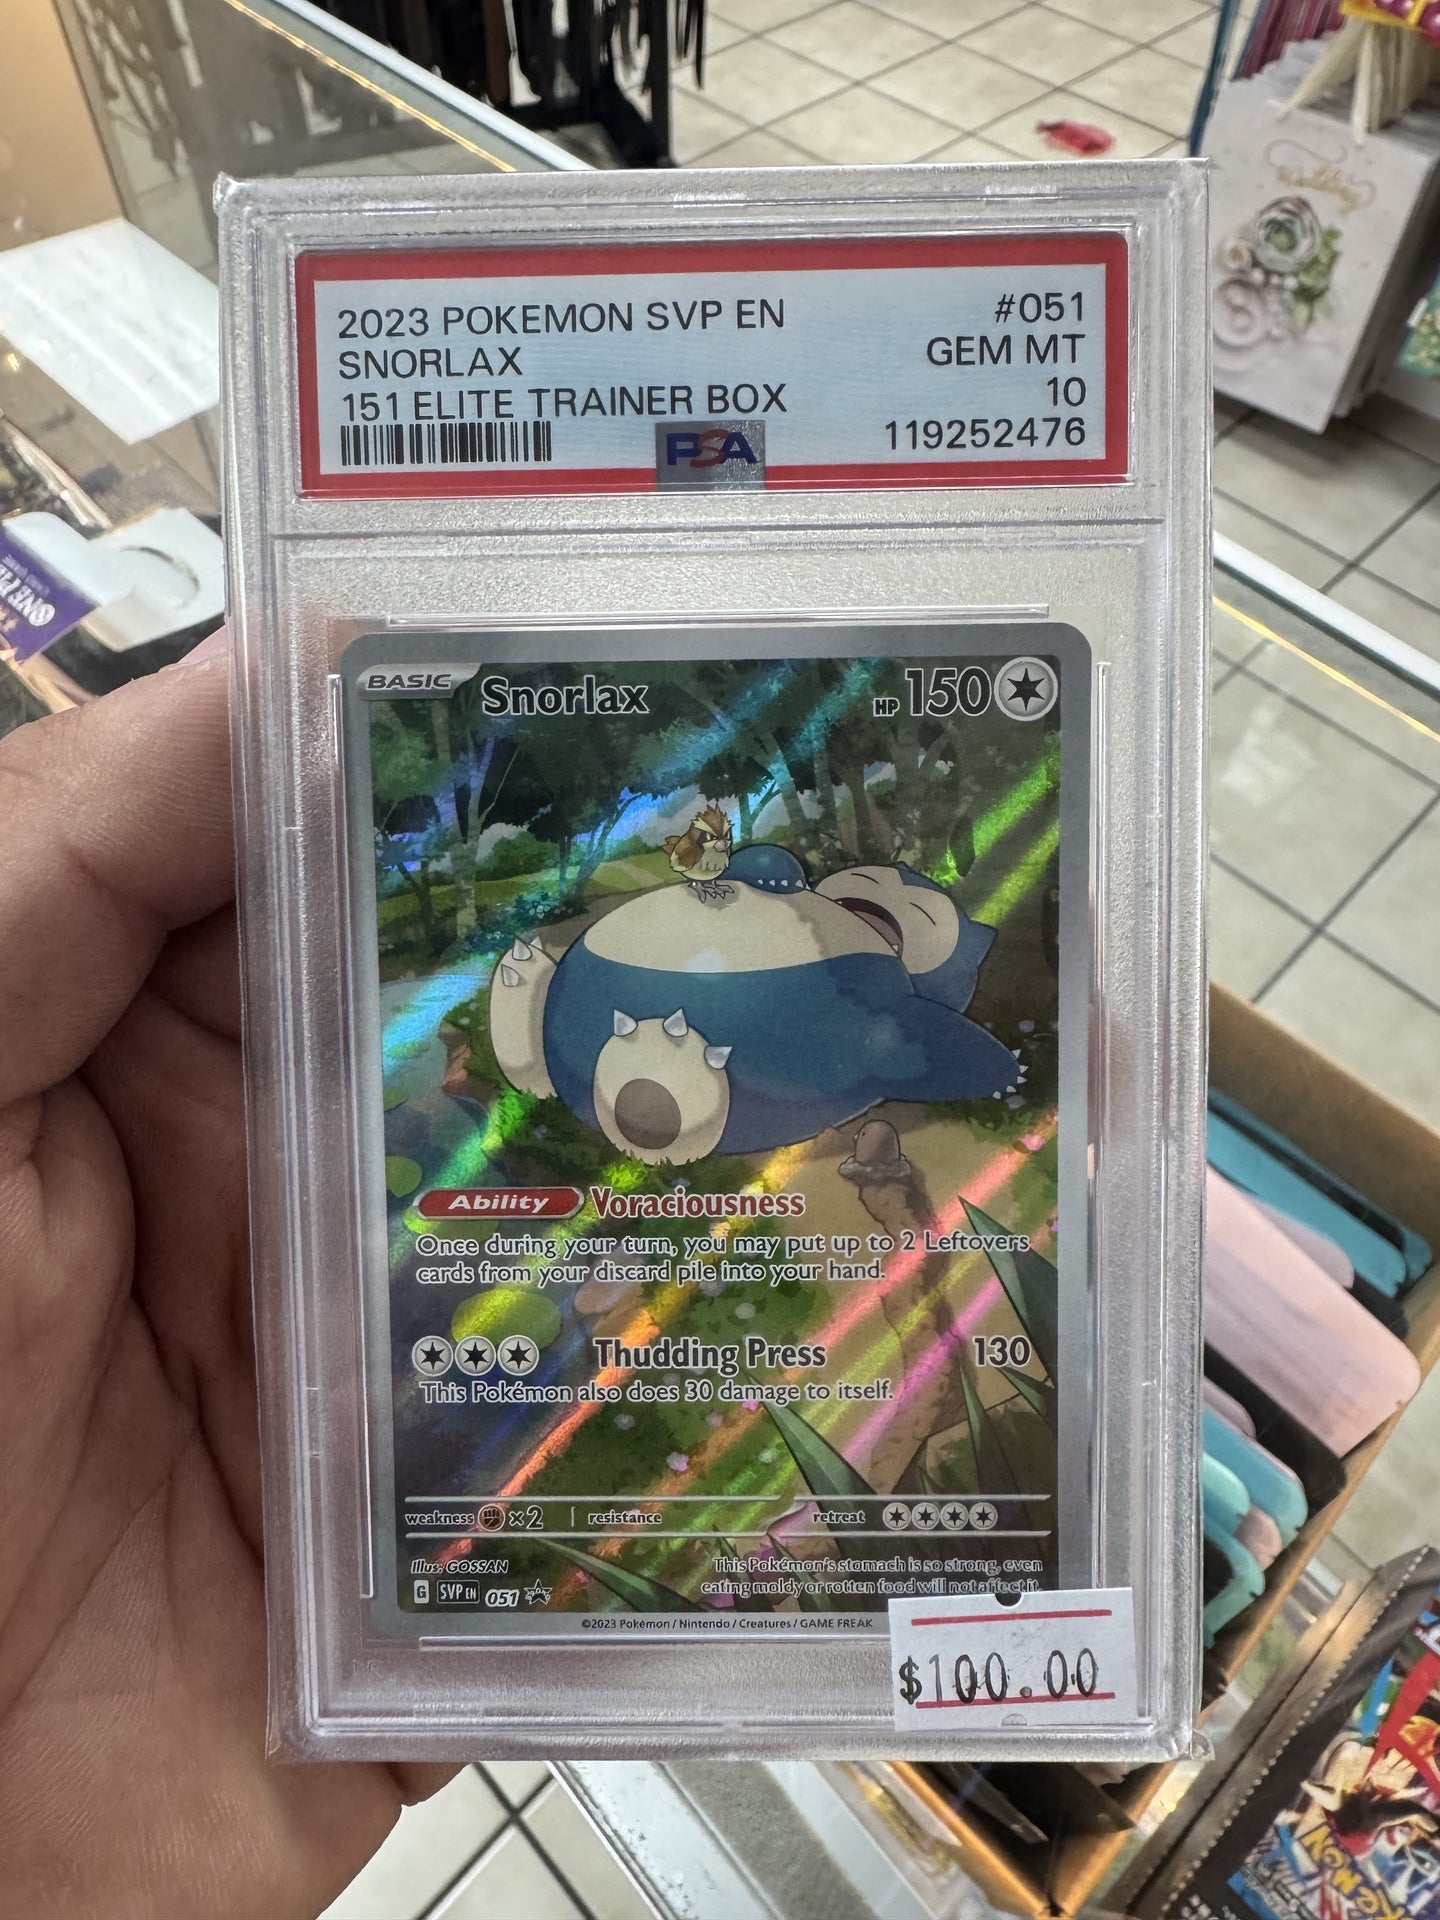 2023 POKEMON SVP EN #051
SNORLAX GEM MT
151 ELITE TRAINER BOX 10
PSA 119252476
BASIC Snorlax HP 150
Ability Voraciousness
Once during your turn, you may put up to 2 Leftovers
cards from your discard pile into your hand.
Thudding Press 130
This Pokémon also does 30 damage to itself.
weakness ×2 resistance retreat
Illus. GOSSAN
This Pokémon's stomach is so strong, even
eating moldy or rotten food will not affect it.
G SVP EN 051
©2023 Pokémon / Nintendo / Creatures / GAME FREAK
$100.00
ONE PIECE
POKÉMON